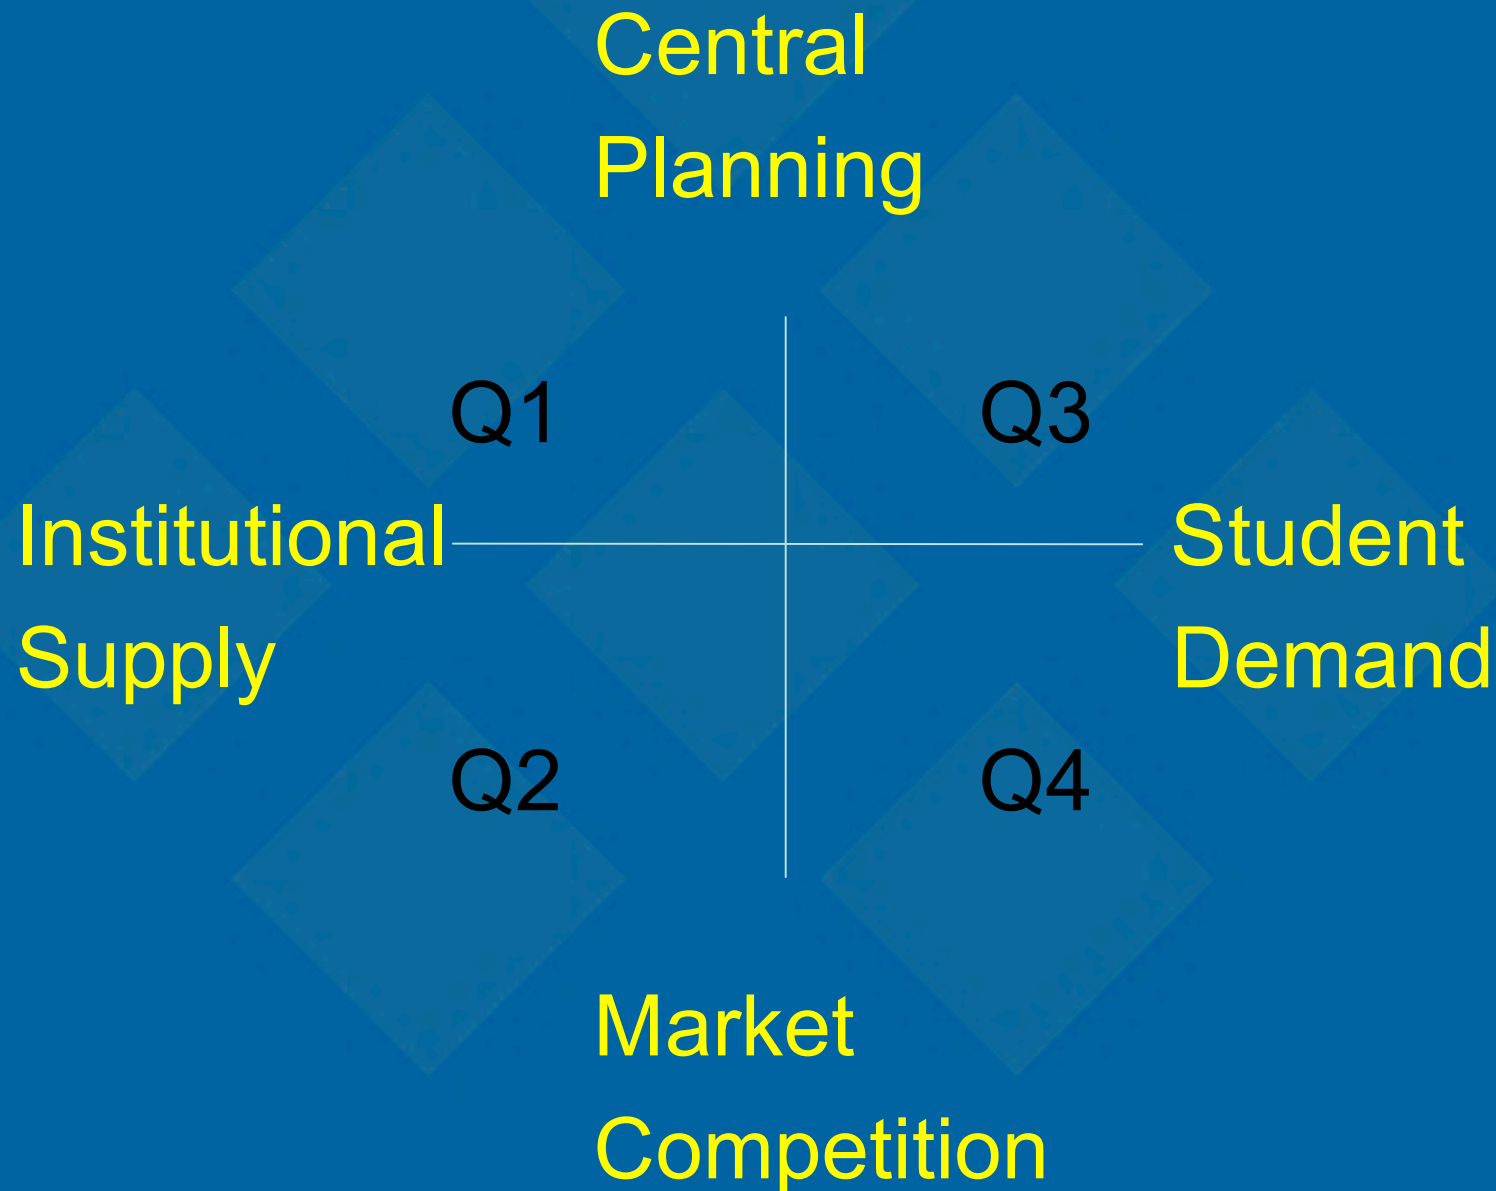 Central
Planning
Q1 Q3
Institutional Student
Supply Demand
Q2 Q4
Market
Competition